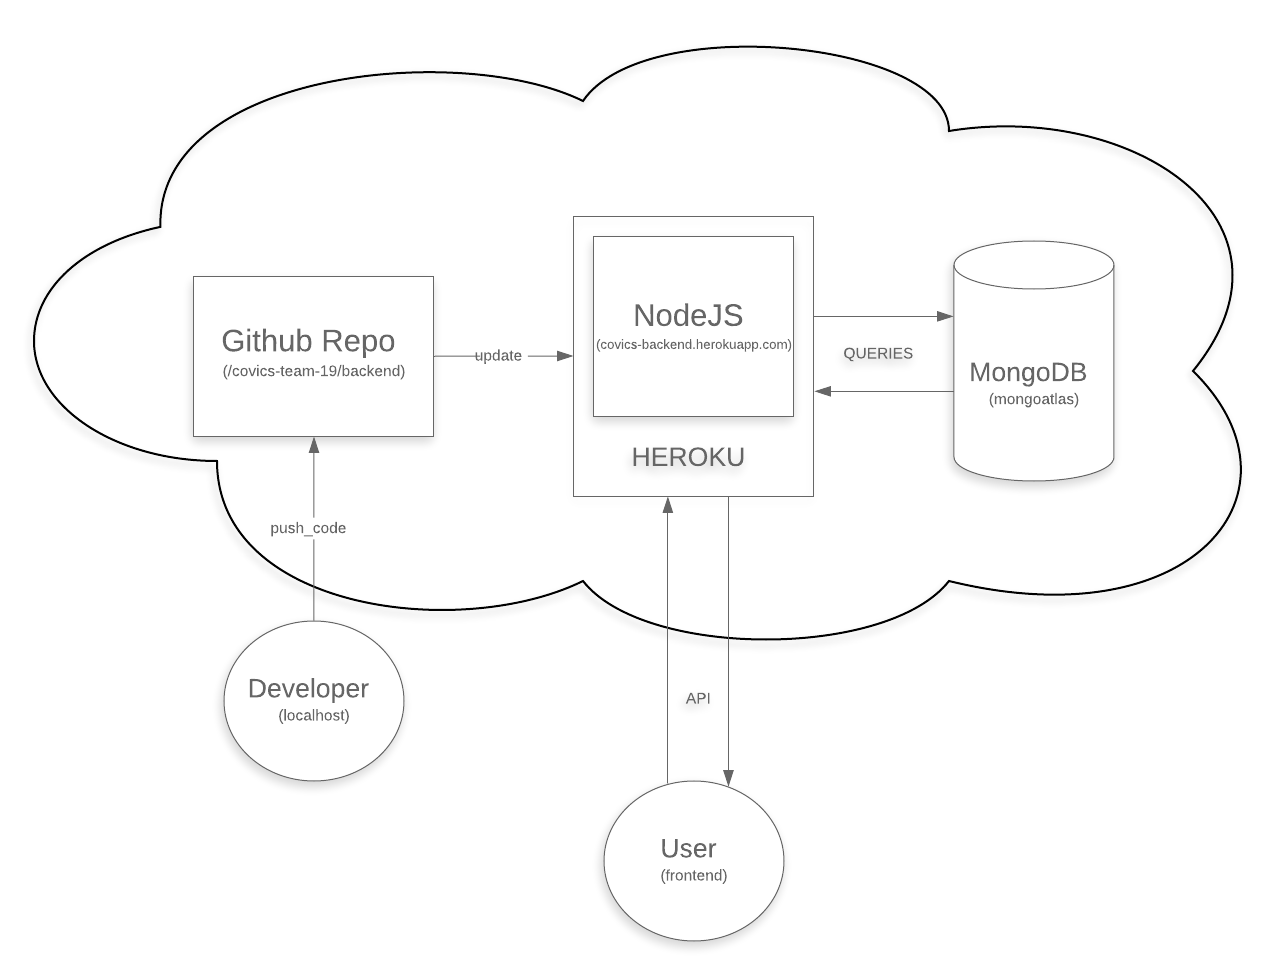 Github Repo
(/covics-team-19/backend)
update
NodeJS
(covics-backend.herokuapp.com)
HEROKU
QUERIES
MongoDB
(mongoatlas)
push_code
Developer
(localhost)
API
User
(frontend)